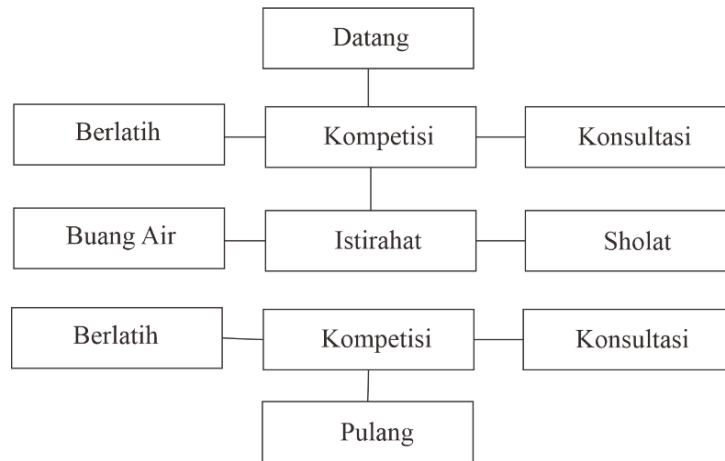 Datang
Berlatih
Kompetisi
Konsultasi
Buang Air
Istirahat
Sholat
Berlatih
Kompetisi
Konsultasi
Pulang